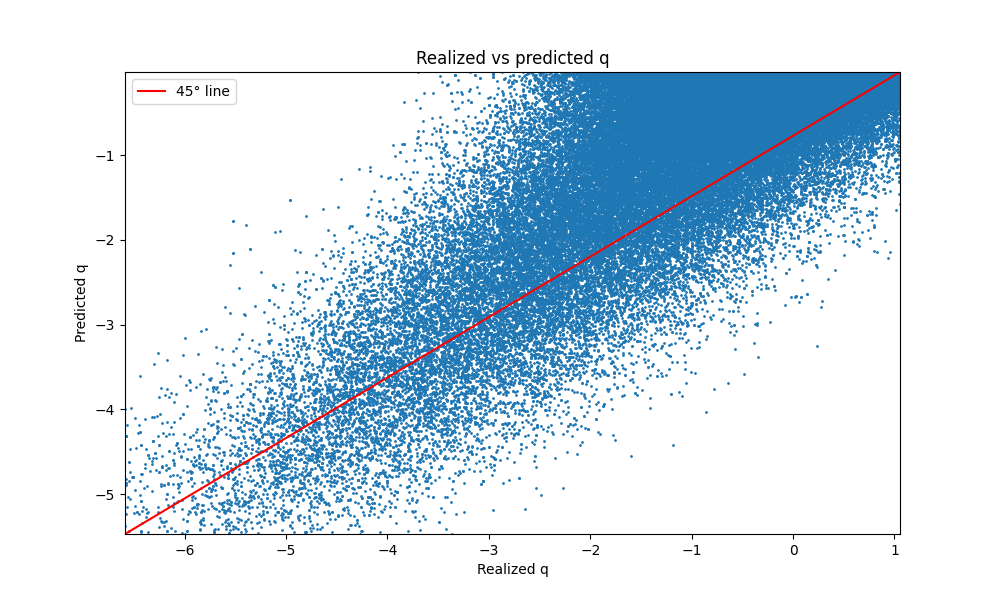 Realized vs predicted q
45° line
Predicted q
−1
−2
−3
−4
−5
−6 −5 −4 −3 −2 −1 0 1
Realized q